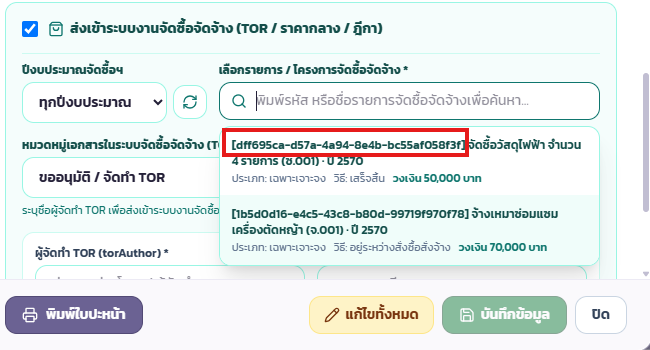 ส่งเข้าระบบงานจัดซื้อจัดจ้าง (TOR / ราคากลาง / ฎีกา)
ปีงบประมาณจัดซื้อฯ
เลือกรายการ / โครงการจัดซื้อจัดจ้าง *
ทุกปีงบประมาณ
พิมพ์รหัส หรือชื่อรายการจัดซื้อจัดจ้างเพื่อค้นหา...
หมวดหมู่เอกสารในระบบจัดซื้อจัดจ้าง
[dff695ca-d57a-4a94-8e4b-bc55af058f3f] จัดซื้อวัสดุไฟฟ้า จำนวน
4 รายการ (ซ.001) · ปี 2570
ประเภท: เฉพาะเจาะจง วิธี: เสร็จสิ้น วงเงิน 50,000 บาท
ขออนุมัติ / จัดทำ TOR
ระบุชื่อผู้จัดทำ TOR เพื่อส่งเข้าระบบงานจัดซื้อ
[1b5d0d16-e4c5-43c8-b80d-99719f970f78] จ้างเหมาซ่อมแซม
เครื่องตัดหญ้า (จ.001) · ปี 2570
ประเภท: เฉพาะเจาะจง วิธี: อยู่ระหว่างสั่งซื้อสั่งจ้าง วงเงิน 70,000 บาท
ผู้จัดทำ TOR (torAuthor) *
พิมพ์ใบปะหน้า
แก้ไขทั้งหมด
บันทึกข้อมูล
ปิด